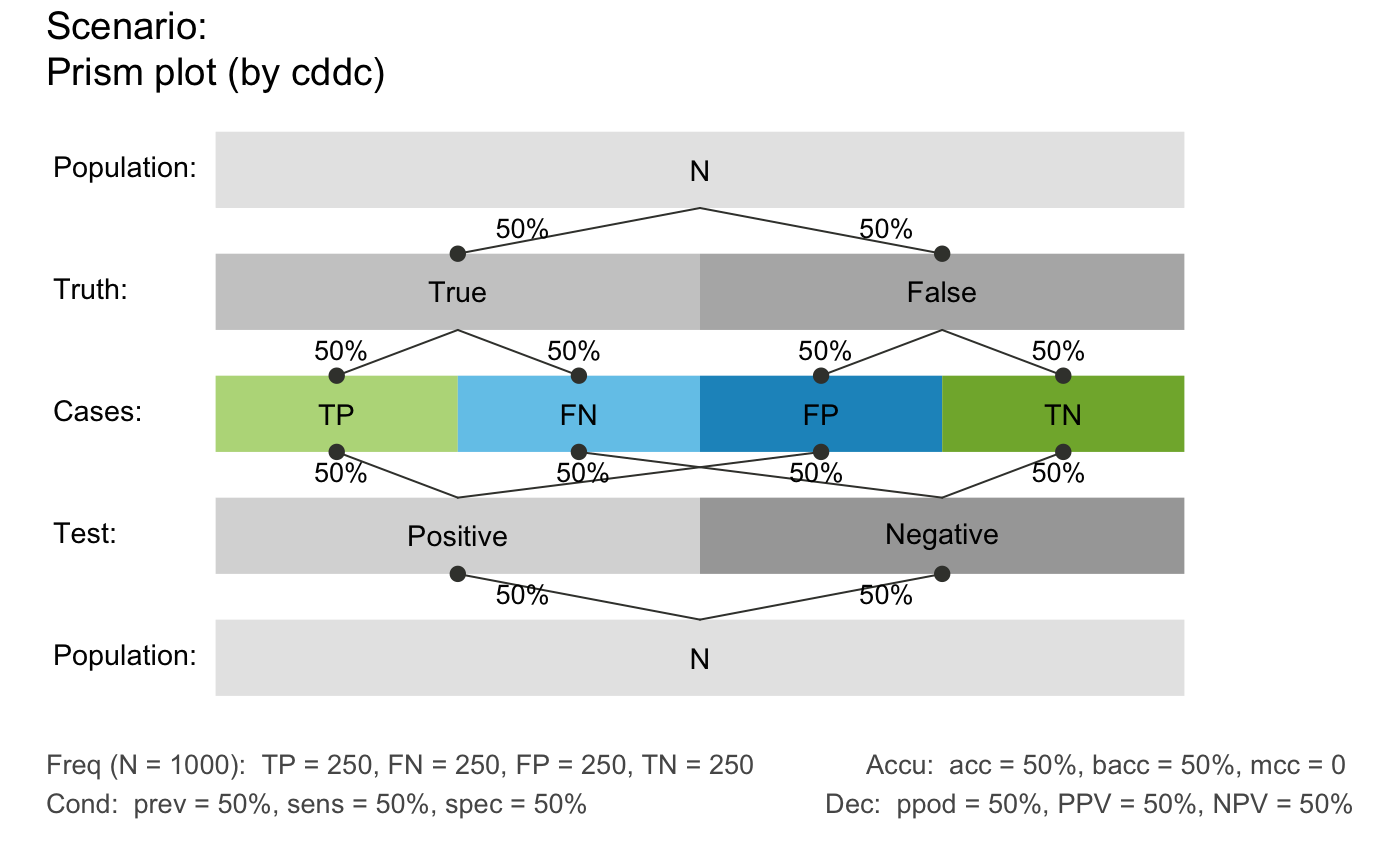 Scenario:
Prism plot (by cddc)
Population:
N
50% 50%
Truth:
True False
50% 50% 50% 50%
Cases:
TP FN FP TN
50% 50% 50% 50%
Test:
Positive Negative
50% 50%
Population:
N
Freq (N = 1000):  TP = 250, FN = 250, FP = 250, TN = 250
Accu:  acc = 50%, bacc = 50%, mcc = 0
Cond:  prev = 50%, sens = 50%, spec = 50%
Dec:  ppod = 50%, PPV = 50%, NPV = 50%